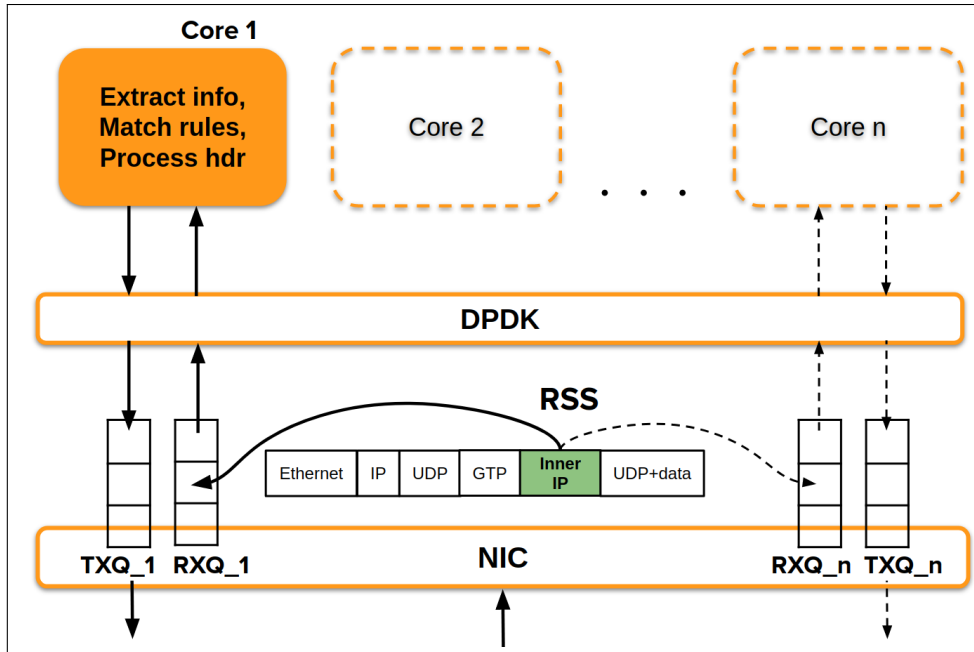 Core 1
Extract info,
Match rules,
Process hdr
Core 2
. . .
Core n
DPDK
RSS
Ethernet
IP
UDP
GTP
Inner
IP
UDP+data
TXQ_1
RXQ_1
NIC
RXQ_n
TXQ_n